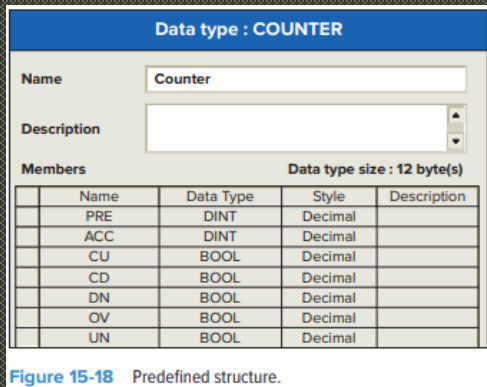 Data type : COUNTER
Name Counter
Description
Members Data type size : 12 byte(s)
Name Data Type Style Description
PRE DINT Decimal
ACC DINT Decimal
CU BOOL Decimal
CD BOOL Decimal
DN BOOL Decimal
OV BOOL Decimal
UN BOOL Decimal
Figure 15-18 Predefined structure.